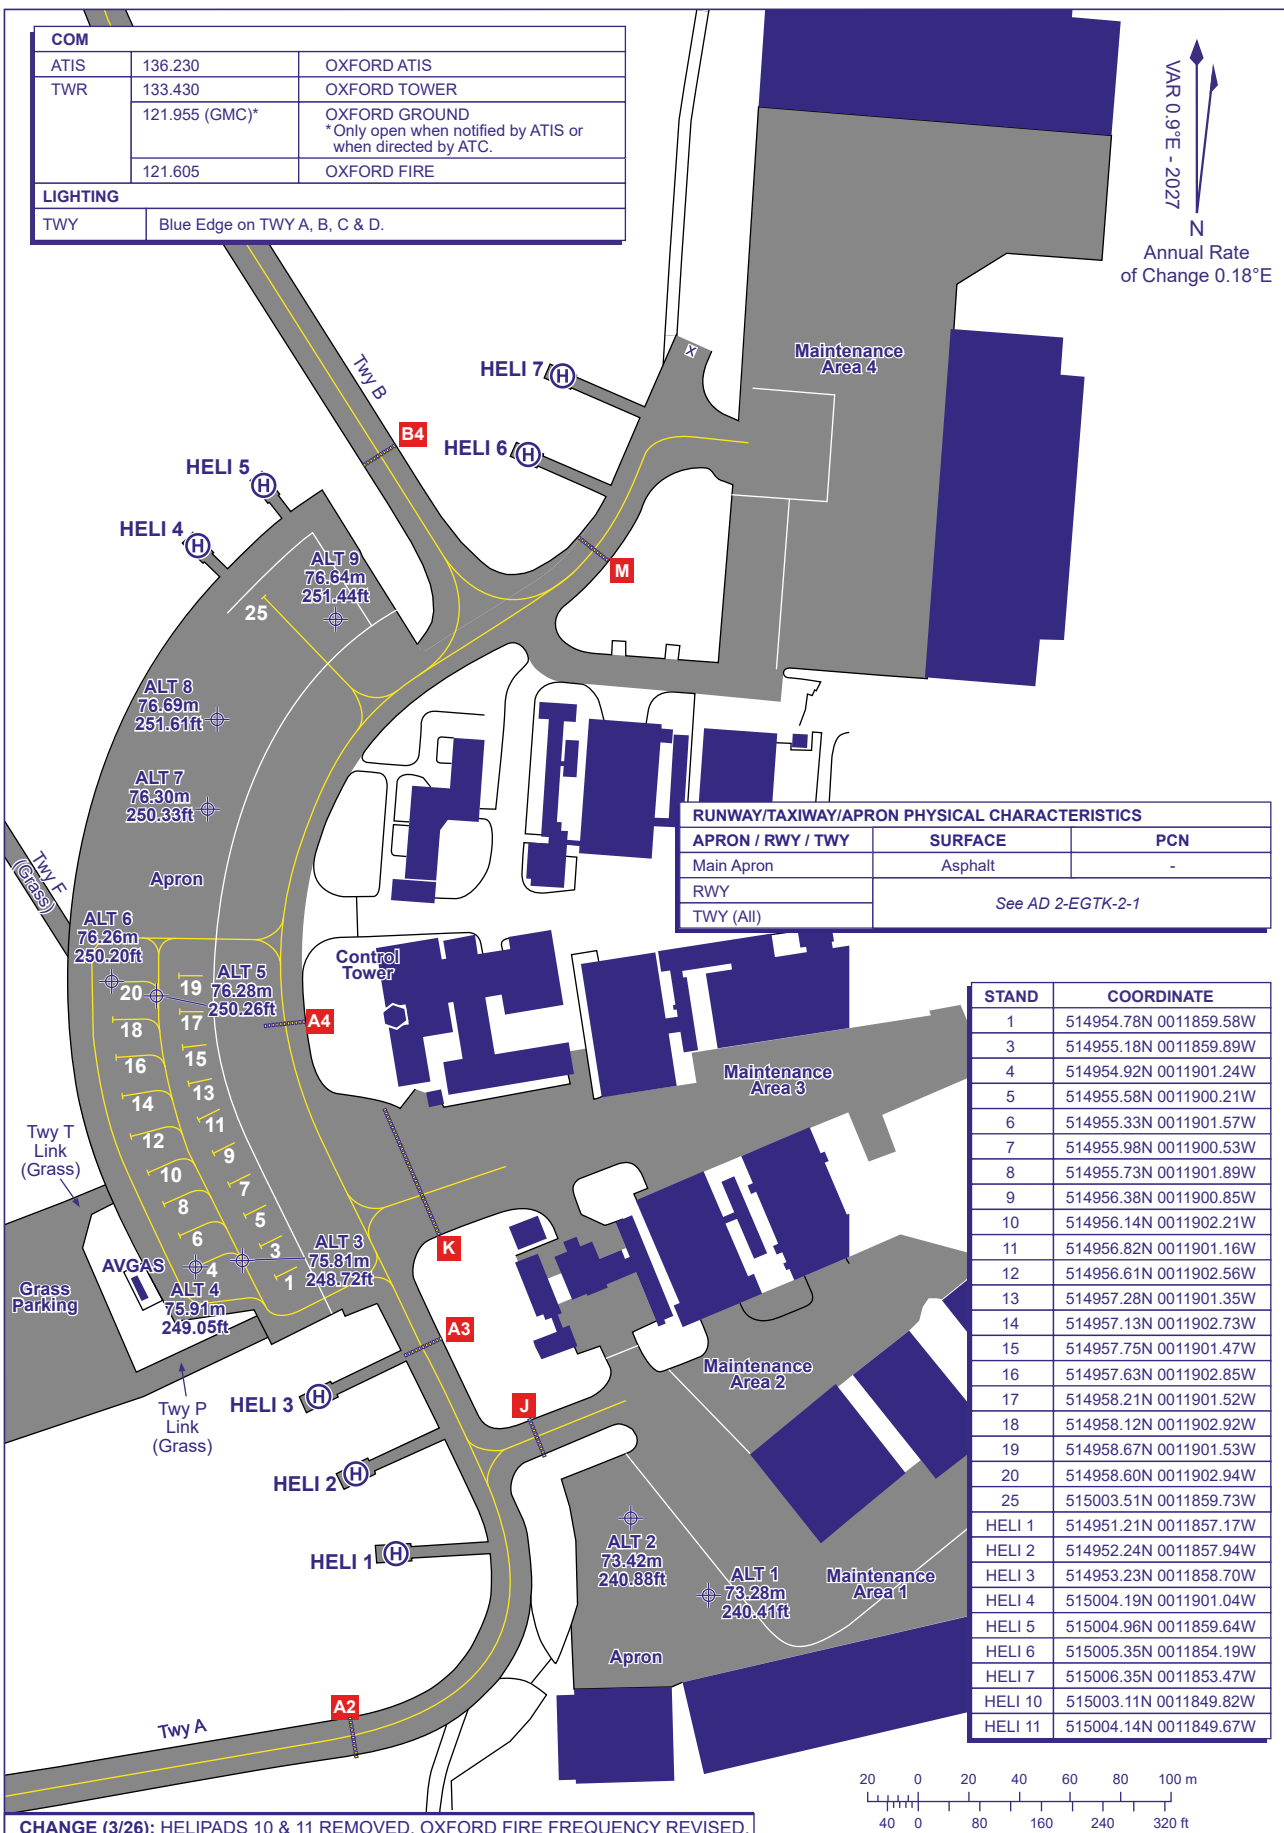 COM
ATIS 136.230 OXFORD ATIS
TWR 133.430 OXFORD TOWER
121.955 (GMC)* OXFORD GROUND
*Only open when notified by ATIS or
when directed by ATC.
121.605 OXFORD FIRE
LIGHTING
TWY Blue Edge on TWY A, B, C & D.
VAR 0.9°E - 2027
N
Annual Rate
of Change 0.18°E
Twy B
B4
HELI 7
H
X
HELI 6
H
Maintenance
Area 4
HELI 5
H
HELI 4
H
M
ALT 9
76.64m
251.44ft
25
ALT 8
76.69m
251.61ft
ALT 7
76.30m
250.33ft
Apron
Twy F
(Grass)
ALT 6
76.26m
250.20ft
ALT 5
76.28m
250.26ft
Control
Tower
A4
20
19
18
17
16
15
14
13
12
11
10
9
8
7
6
5
4
3
1
RUNWAY/TAXIWAY/APRON PHYSICAL CHARACTERISTICS
APRON / RWY / TWY SURFACE PCN
Main Apron Asphalt -
RWY
TWY (All)
See AD 2-EGTK-2-1
Maintenance
Area 3
Twy T
Link
(Grass)
Grass
Parking
AVGAS
ALT 4
75.91m
249.05ft
ALT 3
75.81m
248.72ft
K
A3
Twy P
Link
(Grass)
HELI 3
H
J
Maintenance
Area 2
HELI 2
H
HELI 1
H
ALT 2
73.42m
240.88ft
ALT 1
73.28m
240.41ft
Maintenance
Area 1
Apron
A2
Twy A
STAND COORDINATE
1 514954.78N 0011859.58W
3 514955.18N 0011859.89W
4 514954.92N 0011901.24W
5 514955.58N 0011900.21W
6 514955.33N 0011901.57W
7 514955.98N 0011900.53W
8 514955.73N 0011901.89W
9 514956.38N 0011900.85W
10 514956.14N 0011902.21W
11 514956.82N 0011901.16W
12 514956.61N 0011902.56W
13 514957.28N 0011901.35W
14 514957.13N 0011902.73W
15 514957.75N 0011901.47W
16 514957.63N 0011902.85W
17 514958.21N 0011901.52W
18 514958.12N 0011902.92W
19 514958.67N 0011901.53W
20 514958.60N 0011902.94W
25 515003.51N 0011859.73W
HELI 1 514951.21N 0011857.17W
HELI 2 514952.24N 0011857.94W
HELI 3 514953.23N 0011858.70W
HELI 4 515004.19N 0011901.04W
HELI 5 515004.96N 0011859.64W
HELI 6 515005.35N 0011854.19W
HELI 7 515006.35N 0011853.47W
HELI 10 515003.11N 0011849.82W
HELI 11 515004.14N 0011849.67W
20 0 20 40 60 80 100 m
40 0 80 160 240 320 ft
CHANGE (3/26): HELIPADS 10 & 11 REMOVED. OXFORD FIRE FREQUENCY REVISED.